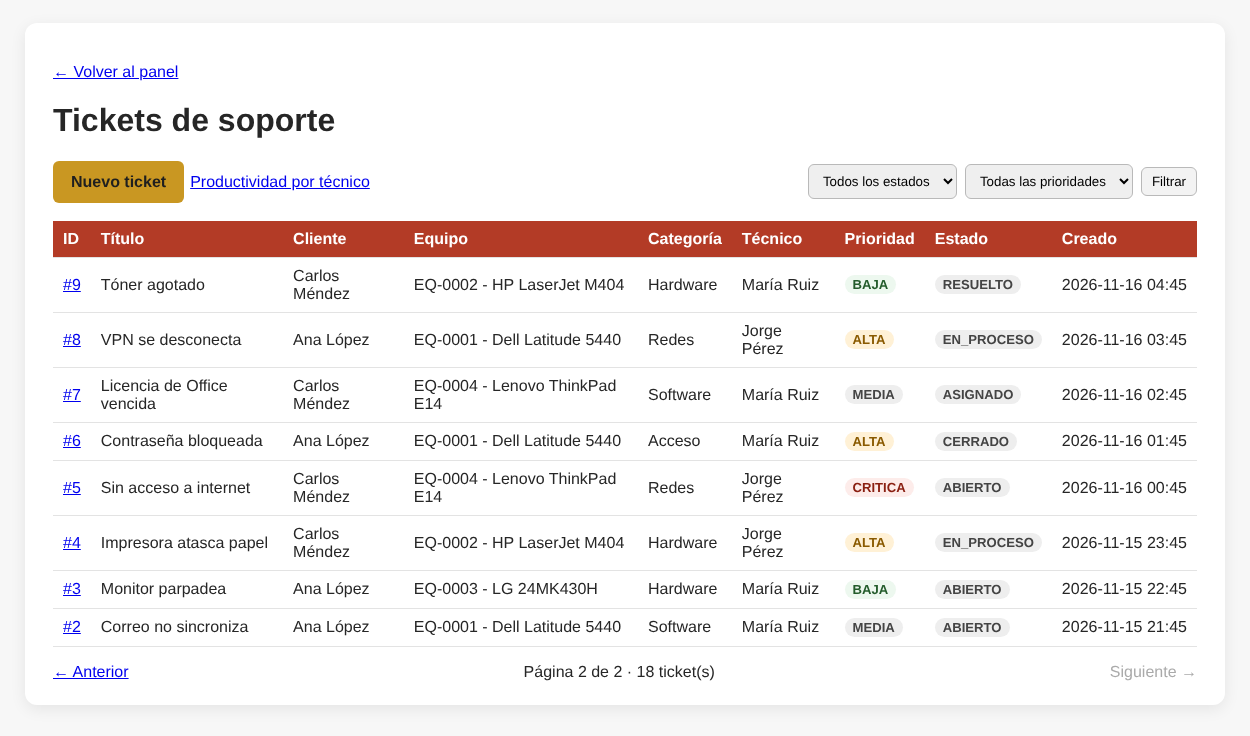 ← Volver al panel
Tickets de soporte
Nuevo ticket Productividad por técnico Todos los estados Todas las prioridades Filtrar
ID Título Cliente Equipo Categoría Técnico Prioridad Estado Creado
#9 Tóner agotado Carlos Méndez EQ-0002 - HP LaserJet M404 Hardware María Ruiz BAJA RESUELTO 2026-11-16 04:45
#8 VPN se desconecta Ana López EQ-0001 - Dell Latitude 5440 Redes Jorge Pérez ALTA EN_PROCESO 2026-11-16 03:45
#7 Licencia de Office vencida Carlos Méndez EQ-0004 - Lenovo ThinkPad E14 Software María Ruiz MEDIA ASIGNADO 2026-11-16 02:45
#6 Contraseña bloqueada Ana López EQ-0001 - Dell Latitude 5440 Acceso María Ruiz ALTA CERRADO 2026-11-16 01:45
#5 Sin acceso a internet Carlos Méndez EQ-0004 - Lenovo ThinkPad E14 Redes Jorge Pérez CRITICA ABIERTO 2026-11-16 00:45
#4 Impresora atasca papel Carlos Méndez EQ-0002 - HP LaserJet M404 Hardware Jorge Pérez ALTA EN_PROCESO 2026-11-15 23:45
#3 Monitor parpadea Ana López EQ-0003 - LG 24MK430H Hardware María Ruiz BAJA ABIERTO 2026-11-15 22:45
#2 Correo no sincroniza Ana López EQ-0001 - Dell Latitude 5440 Software María Ruiz MEDIA ABIERTO 2026-11-15 21:45
← Anterior Página 2 de 2 · 18 ticket(s) Siguiente →